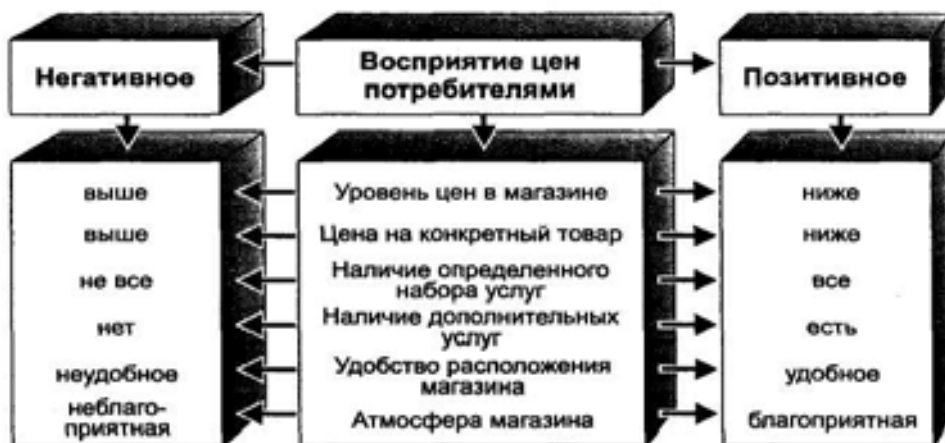 Негативное
Восприятие цен
потребителями
Позитивное
выше
Уровень цен в магазине
ниже
выше
Цена на конкретный товар
ниже
не все
Наличие определенного
набора услуг
все
нет
Наличие дополнительных
услуг
есть
неудобное
Удобство расположения
магазина
удобное
неблаго-
приятная
Атмосфера магазина
благоприятная